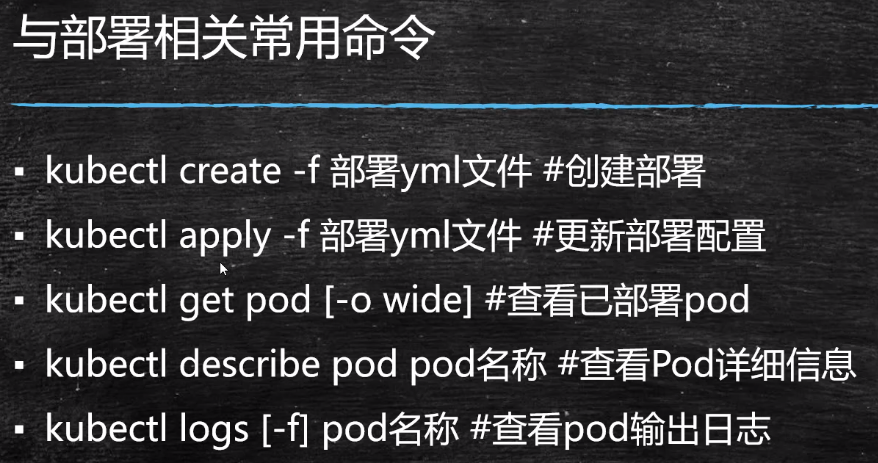 与部署相关常用命令
▪ kubectl create -f 部署yml文件 #创建部署
▪ kubectl apply -f 部署yml文件 #更新部署配置
▪ kubectl get pod [-o wide] #查看已部署pod
▪ kubectl describe pod pod名称 #查看Pod详细信息
▪ kubectl logs [-f] pod名称 #查看pod输出日志